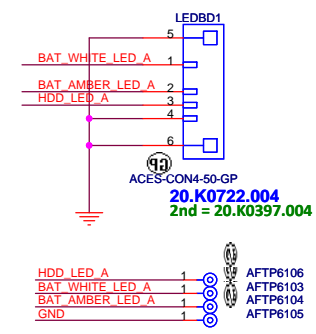 LEDBD1
5
BAT_WHITE_LED_A 1
BAT_AMBER_LED_A 2
HDD_LED_A 3
4
6
GP
ACES-CON4-50-GP
20.K0722.004
2nd = 20.K0397.004
HDD_LED_A 1 AFTP6106
BAT_WHITE_LED_A 1 AFTP6103
BAT_AMBER_LED_A 1 AFTP6104
GND 1 AFTP6105